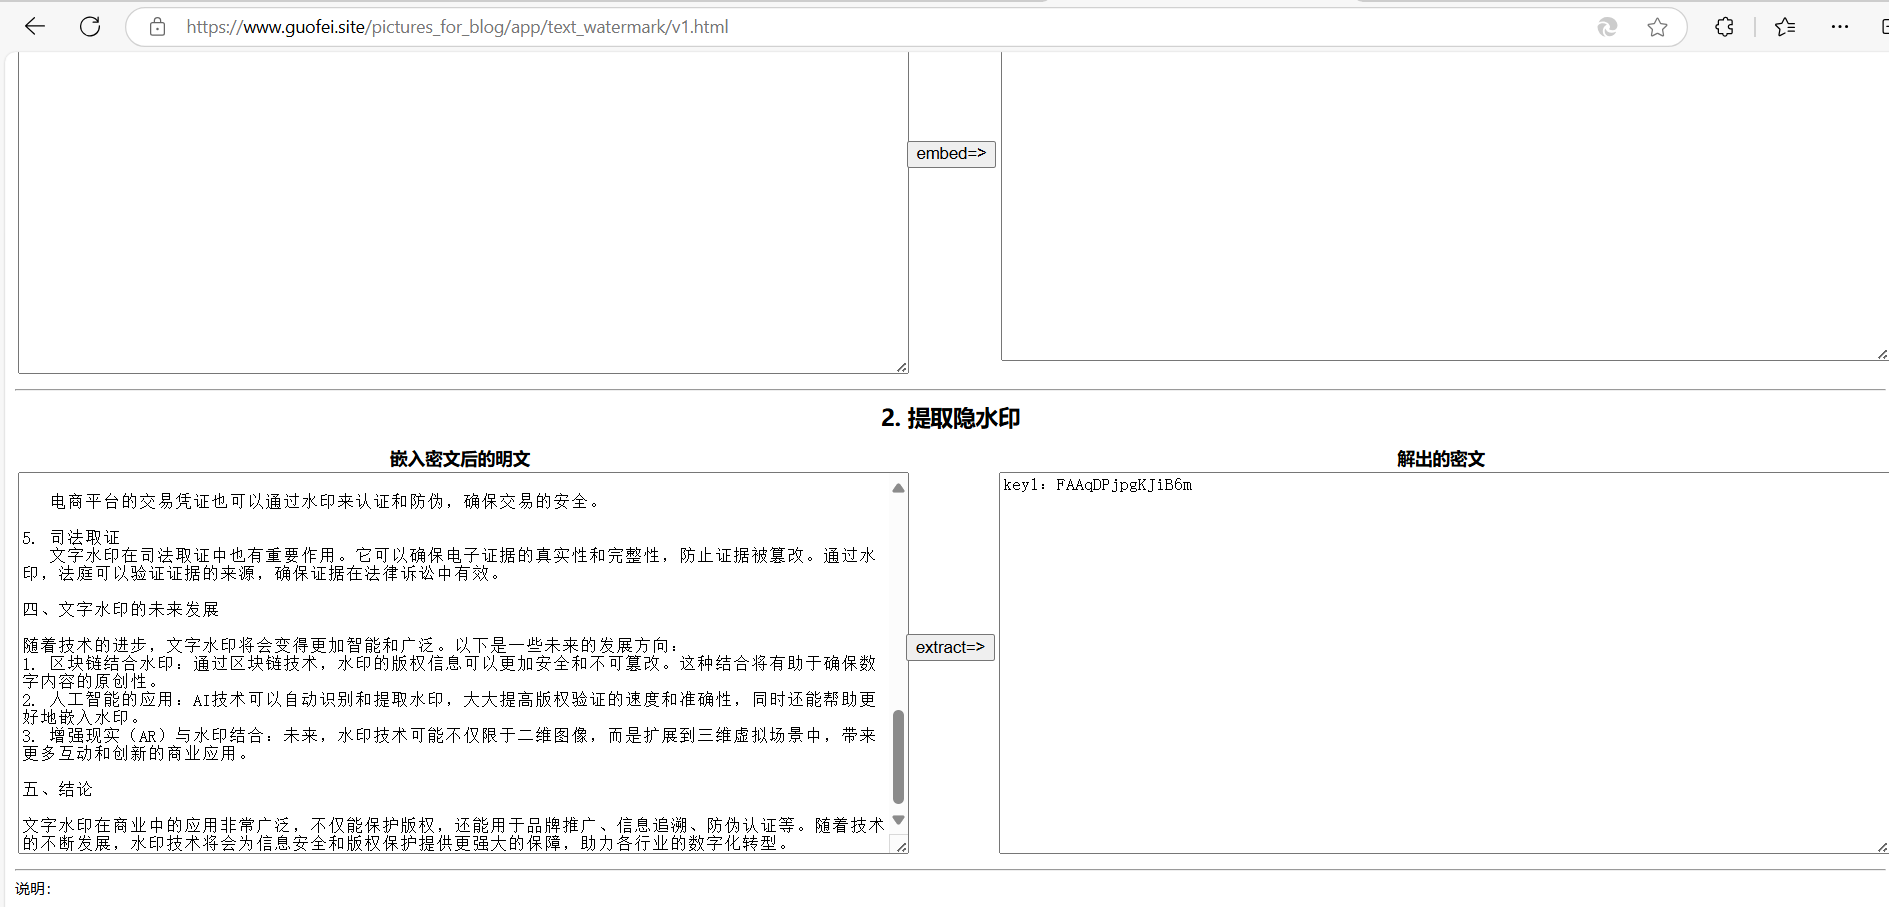 https://www.guofei.site/pictures_for_blog/app/text_watermark/v1.html
embed=>
2. 提取隐水印
嵌入密文后的明文
解出的密文
电商平台的交易凭证也可以通过水印来认证和防伪，确保交易的安全。
5. 司法取证
文字水印在司法取证中也有重要作用。它可以确保电子证据的真实性和完整性，防止证据被篡改。通过水
印，法庭可以验证证据的来源，确保证据在法律诉讼中有效。
四、文字水印的未来发展
随着技术的进步，文字水印将会变得更加智能和广泛。以下是一些未来的发展方向：
1. 区块链结合水印：通过区块链技术，水印的版权信息可以更加安全和不可篡改。这种结合将有助于确保数
字内容的原创性。
2. 人工智能的应用：AI技术可以自动识别和提取水印，大大提高版权验证的速度和准确性，同时还能帮助更
好地嵌入水印。
3. 增强现实（AR）与水印结合：未来，水印技术可能不仅限于二维图像，而是扩展到三维虚拟场景中，带来
更多互动和创新的商业应用。
五、结论
文字水印在商业中的应用非常广泛，不仅能保护版权，还能用于品牌推广、信息追溯、防伪认证等。随着技术
的不断发展，水印技术将会为信息安全和版权保护提供更强大的保障，助力各行业的数字化转型。
extract=>
key1：FAAqDPjpgKJiB6m
说明：